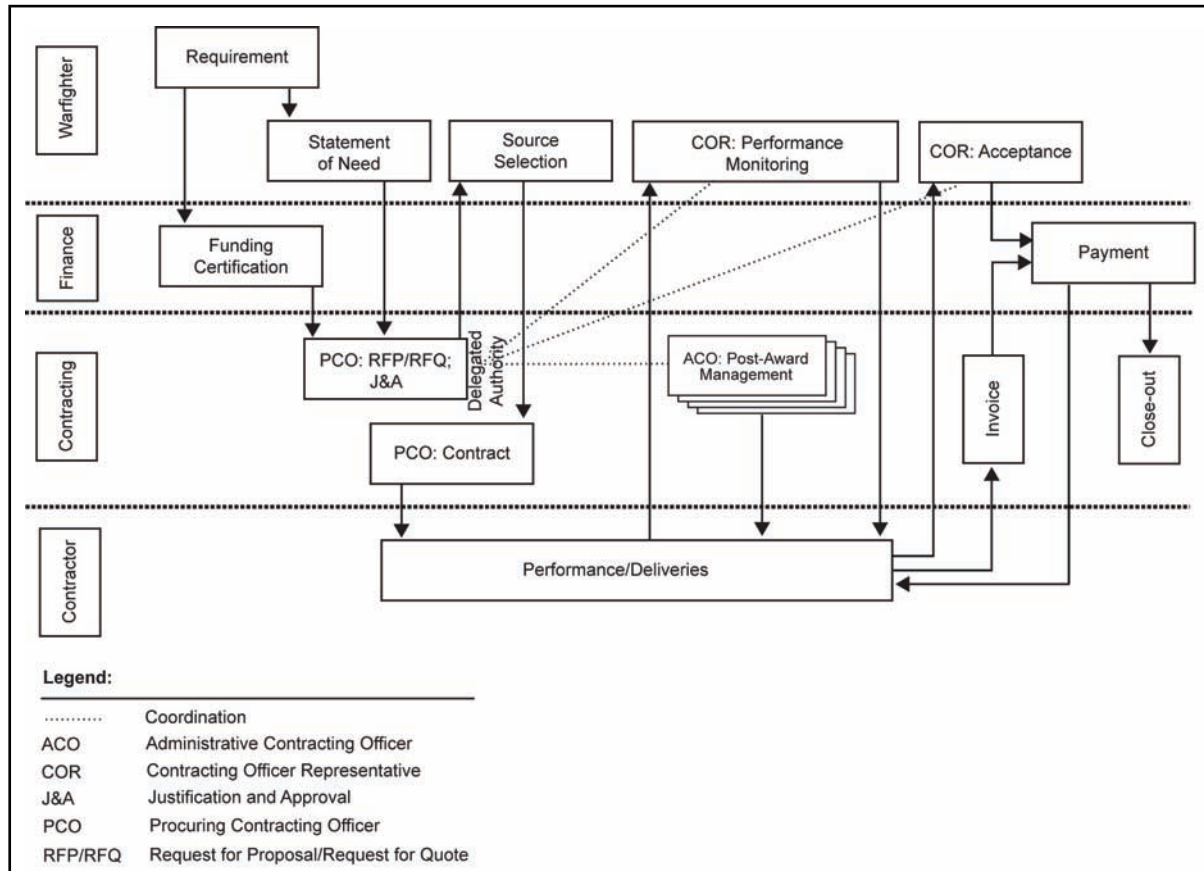 Warfighter
Requirement
Statement
of Need
Source
Selection
COR: Performance
Monitoring
COR: Acceptance
Finance
Funding
Certification
Payment
Contracting
PCO: RFP/RFQ;
J&A
Delegated
Authority
ACO: Post-Award
Management
Invoice
Close-out
PCO: Contract
Contractor
Performance/Deliveries
Legend:
............ Coordination
ACO Administrative Contracting Officer
COR Contracting Officer Representative
J&A Justification and Approval
PCO Procuring Contracting Officer
RFP/RFQ Request for Proposal/Request for Quote